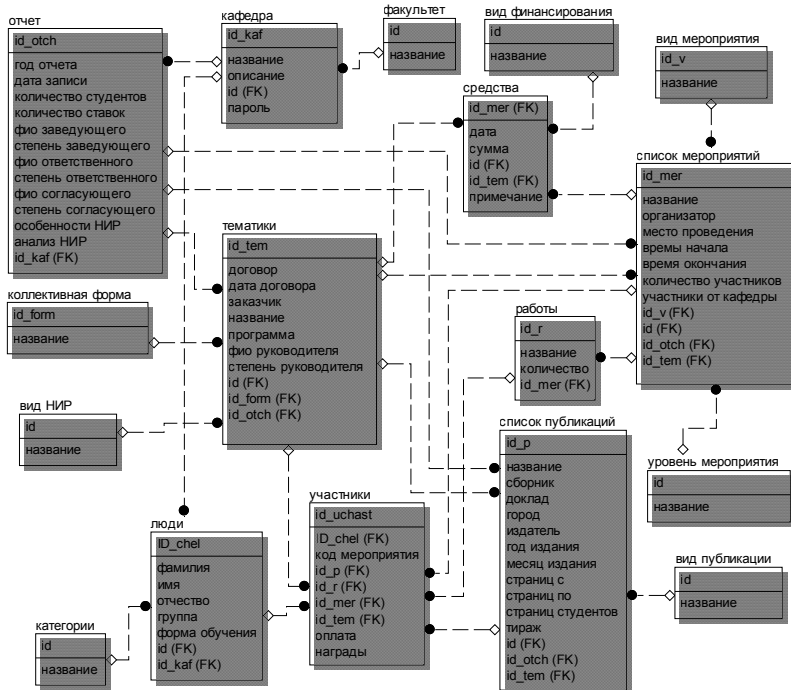 отчет
id_otch
год отчета
дата записи
количество студентов
количество ставок
фио заведующего
степень заведующего
фио ответственного
степень ответственного
фио согласующего
степень согласующего
особенности НИР
анализ НИР
id_kaf (FK)
кафедра
id_kaf
название
описание
id (FK)
пароль
факультет
id
название
вид финансирования
id
название
вид мероприятия
id_v
название
средства
id_mer (FK)
дата
сумма
id (FK)
id_tem (FK)
примечание
список мероприятий
id_mer
название
организатор
место проведения
времы начала
время окончания
количество участников
участники от кафедры
id_v (FK)
id (FK)
id_otch (FK)
id_tem (FK)
тематики
id_tem
договор
дата договора
заказчик
название
программа
фио руководителя
степень руководителя
id (FK)
id_form (FK)
id_otch (FK)
коллективная форма
id_form
название
работы
id_r
название
количество
id_mer (FK)
вид НИР
id
название
список публикаций
id_p
название
сборник
доклад
город
издатель
год издания
месяц издания
страниц с
страниц по
страниц студентов
тираж
id (FK)
id_otch (FK)
id_tem (FK)
уровень мероприятия
id
название
участники
id_uchast
ID_chel (FK)
код мероприятия
id_p (FK)
id_r (FK)
id_mer (FK)
id_tem (FK)
оплата
награды
люди
ID_chel
фамилия
имя
отчество
группа
форма обучения
id (FK)
id_kaf (FK)
вид публикации
id
название
категории
id
название